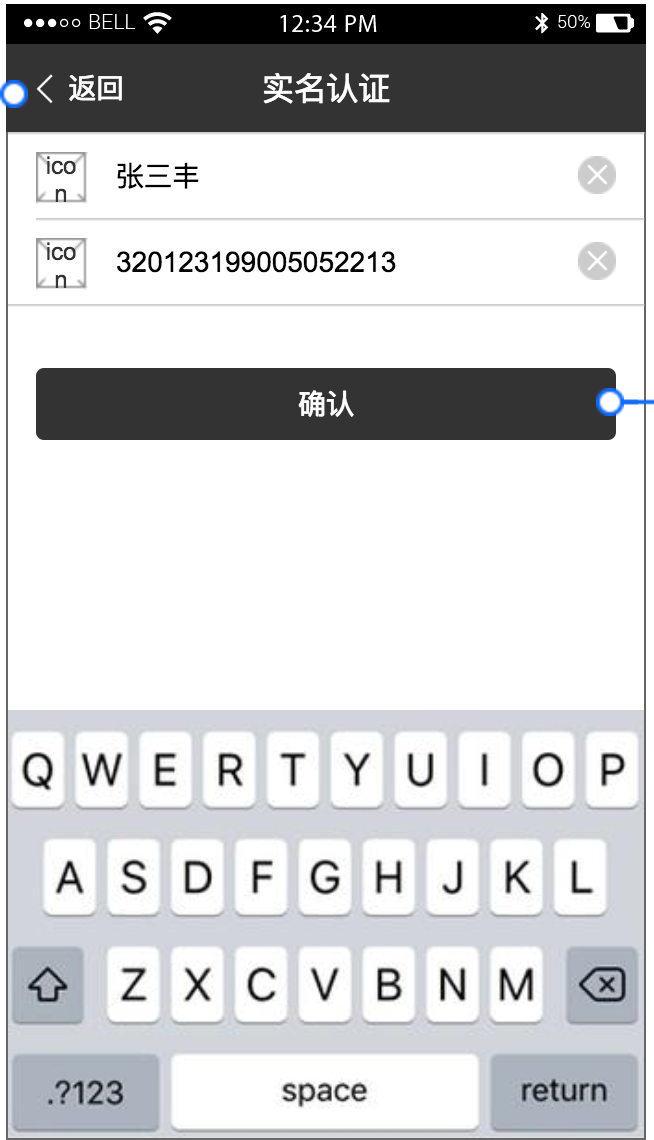 BELL 12:34 PM 50%
返回 实名认证
icon
张三丰
icon
320123199005052213
确认
Q W E R T Y U I O P
A S D F G H J K L
Z X C V B N M
.?123 space return